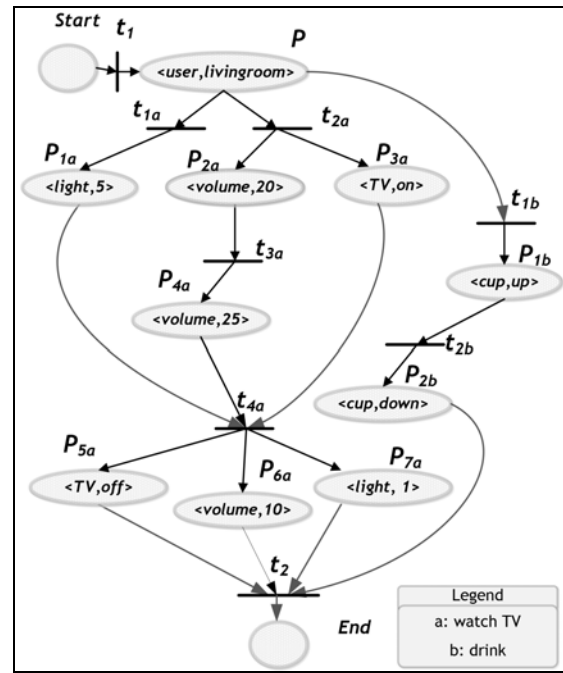 Start
t1
P
<user,livingroom>
t1a
t2a
P1a
P2a
P3a
<light,5>
<volume,20>
<TV,on>
t1b
t3a
P1b
P4a
<cup,up>
<volume,25>
t2b
P2b
t4a
<cup,down>
P5a
P6a
P7a
<TV,off>
<light, 1>
<volume,10>
t2
End
Legend
a: watch TV
b: drink